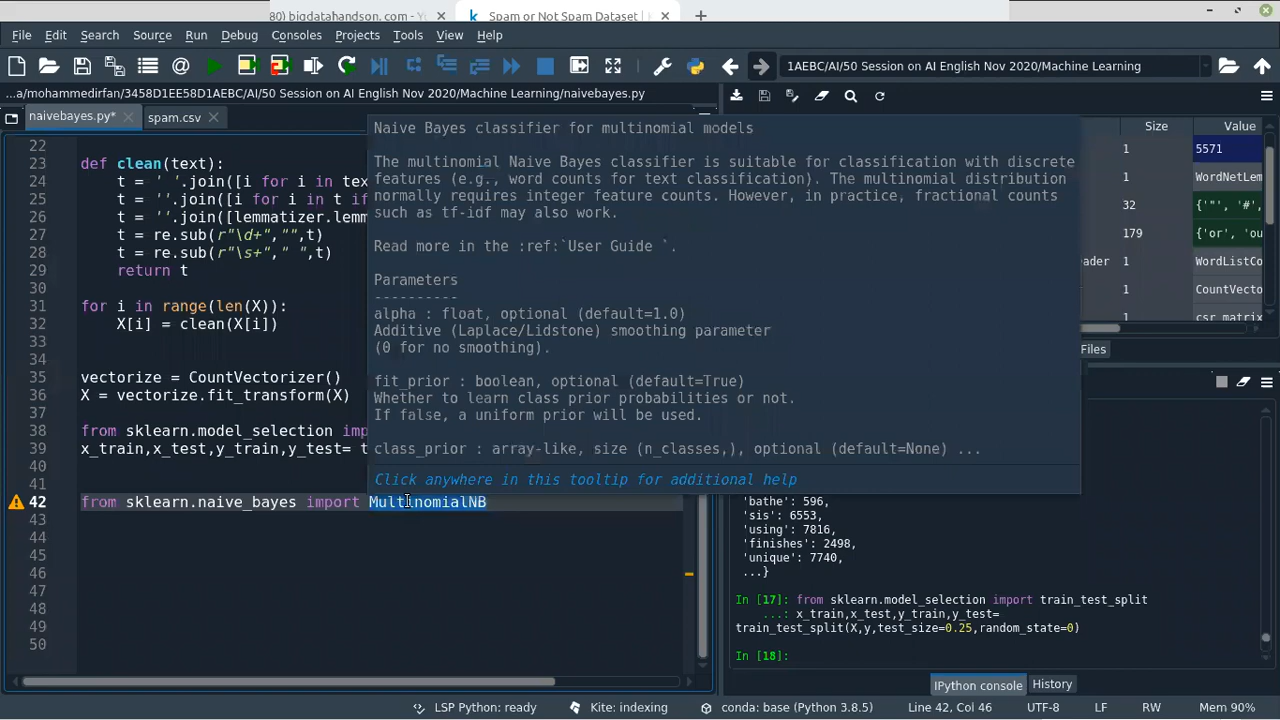 80) bigdatahandson. com - Yo
Spam or Not Spam Dataset |
File Edit Search Source Run Debug Consoles Projects Tools View Help
1AEBC/AI/50 Session on AI English Nov 2020/Machine Learning
...a/mohammedirfan/3458D1EE58D1AEBC/AI/50 Session on AI English Nov 2020/Machine Learning/naivebayes.py
naivebayes.py* spam.csv
22
23 def clean(text):
24 t = ' '.join([i for i in tex
25 t = ''.join([i for i in t if
26 t = ''.join([lemmatizer.lemm
27 t = re.sub(r"\d+","",t)
28 t = re.sub(r"\s+"," ",t)
29 return t
30
31 for i in range(len(X)):
32 X[i] = clean(X[i])
33
34
35 vectorize = CountVectorizer()
36 X = vectorize.fit_transform(X)
37
38 from sklearn.model_selection imp
39 x_train,x_test,y_train,y_test= t
40
41
42 from sklearn.naive_bayes import MultinomialNB
43
44
45
46
47
48
49
50
Naive Bayes classifier for multinomial models
The multinomial Naive Bayes classifier is suitable for classification with discrete
features (e.g., word counts for text classification). The multinomial distribution
normally requires integer feature counts. However, in practice, fractional counts
such as tf-idf may also work.
Read more in the :ref:`User Guide `.
Parameters
----------
alpha : float, optional (default=1.0)
Additive (Laplace/Lidstone) smoothing parameter
(0 for no smoothing).
fit_prior : boolean, optional (default=True)
Whether to learn class prior probabilities or not.
If false, a uniform prior will be used.
class_prior : array-like, size (n_classes,), optional (default=None) ...
Click anywhere in this tooltip for additional help
Size Value
1 5571
1 WordNetLem
32 {'"', '#',
179 {'or', 'ou
ader 1 WordListCo
1 CountVecto
1 csr_matrix
Files
'bathe': 596,
'sis': 6553,
'using': 7816,
'finishes': 2498,
'unique': 7740,
...}
In [17]: from sklearn.model_selection import train_test_split
...: x_train,x_test,y_train,y_test=
train_test_split(X,y,test_size=0.25,random_state=0)
In [18]:
IPython console History
LSP Python: ready Kite: indexing conda: base (Python 3.8.5) Line 42, Col 46 UTF-8 LF RW Mem 90%